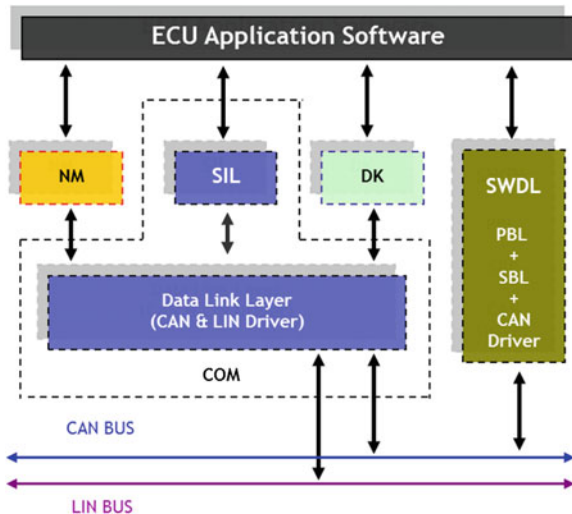 ECU Application Software
NM
SIL
DK
SWDL
PBL
+
SBL
+
CAN
Driver
Data Link Layer
(CAN & LIN Driver)
COM
CAN BUS
LIN BUS